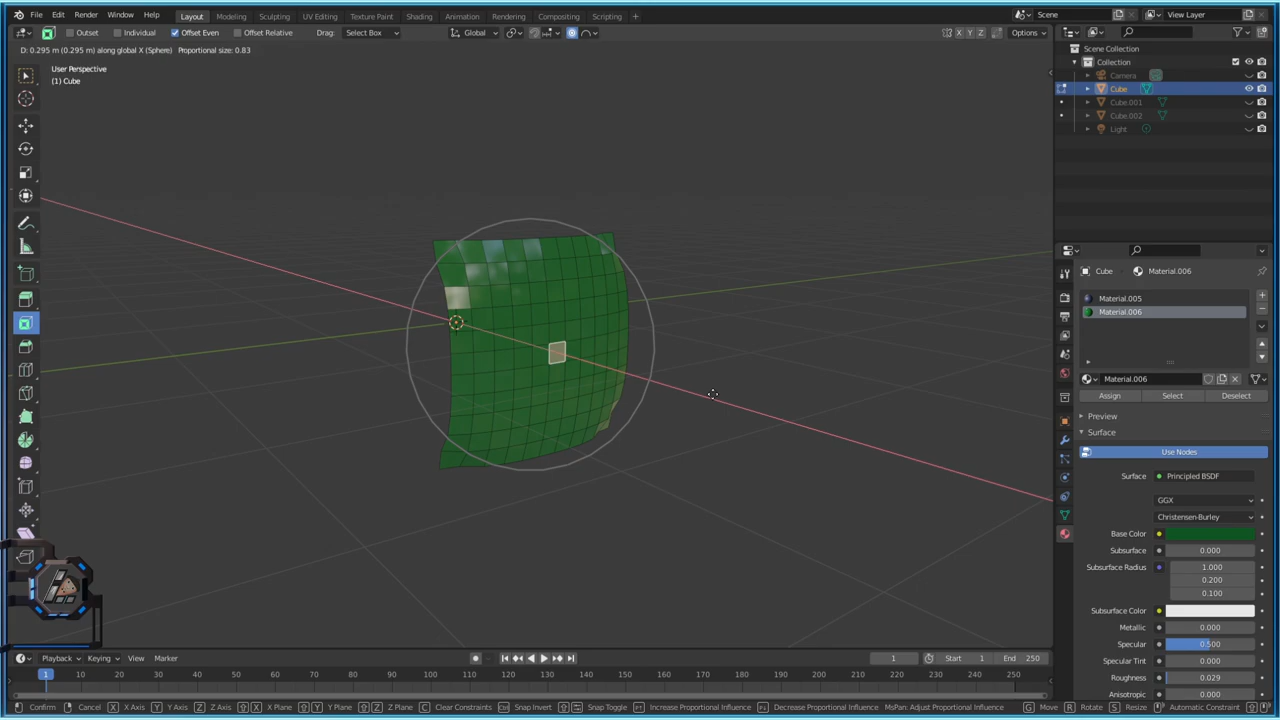 File Edit Render Window Help Layout Modeling Sculpting UV Editing Texture Paint Shading Animation Rendering Compositing Scripting + Scene View Layer
Outset Individual Offset Even Offset Relative Drag: Select Box Global X Y Z Options
D: 0.295 m (0.295 m) along global X (Sphere) Proportional size: 0.83
User Perspective
(1) Cube
Scene Collection
Collection
Camera
Cube
Cube.001
Cube.002
Light
Cube Material.006
Material.005
Material.006
Material.006
Assign Select Deselect
Preview
Surface
Use Nodes
Surface Principled BSDF
GGX
Christensen-Burley
Base Color
Subsurface 0.000
Subsurface Radius 1.000
0.200
0.100
Subsurface Color
Metallic 0.000
Specular 0.500
Specular Tint 0.000
Roughness 0.029
Anisotropic 0.000
Playback Keying View Marker 1 Start 1 End 250
1 10 20 30 40 50 60 70 80 90 100 110 120 130 140 150 160 170 180 190 200 210 220 230 240 250
Confirm Cancel X X Axis Y Y Axis Z Z Axis X X Plane Y Y Plane Z Z Plane C Clear Constraints Snap Invert Snap Toggle Increase Proportional Influence Decrease Proportional Influence MsPan: Adjust Proportional Influence G Move R Rotate S Resize Automatic Constraint